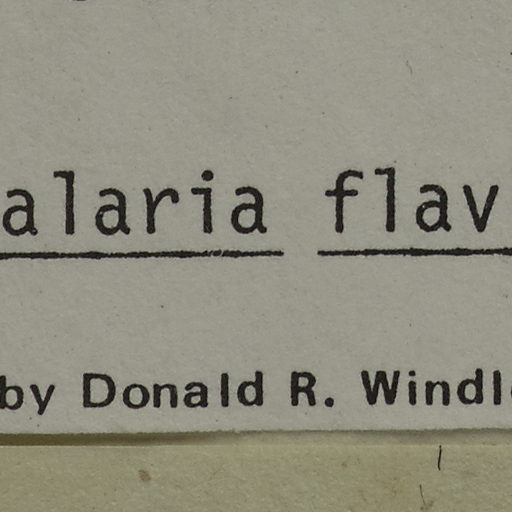 alaria flav
by Donald R. Windl